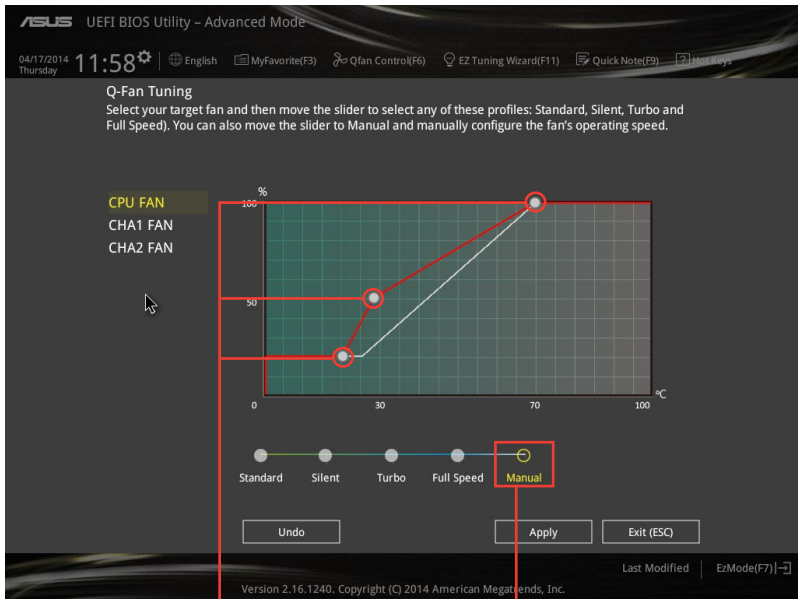 ASUS UEFI BIOS Utility – Advanced Mode
04/17/2014 Thursday 11:58 English MyFavorite(F3) Qfan Control(F6) EZ Tuning Wizard(F11) Quick Note(F9) ? Hot Keys
Q-Fan Tuning
Select your target fan and then move the slider to select any of these profiles: Standard, Silent, Turbo and
Full Speed). You can also move the slider to Manual and manually configure the fan's operating speed.
%
CPU FAN
100
CHA1 FAN
CHA2 FAN
50
°C
0 30 70 100
Standard Silent Turbo Full Speed Manual
Undo Apply Exit (ESC)
Last Modified EzMode(F7)
Version 2.16.1240. Copyright (C) 2014 American Megatrends, Inc.